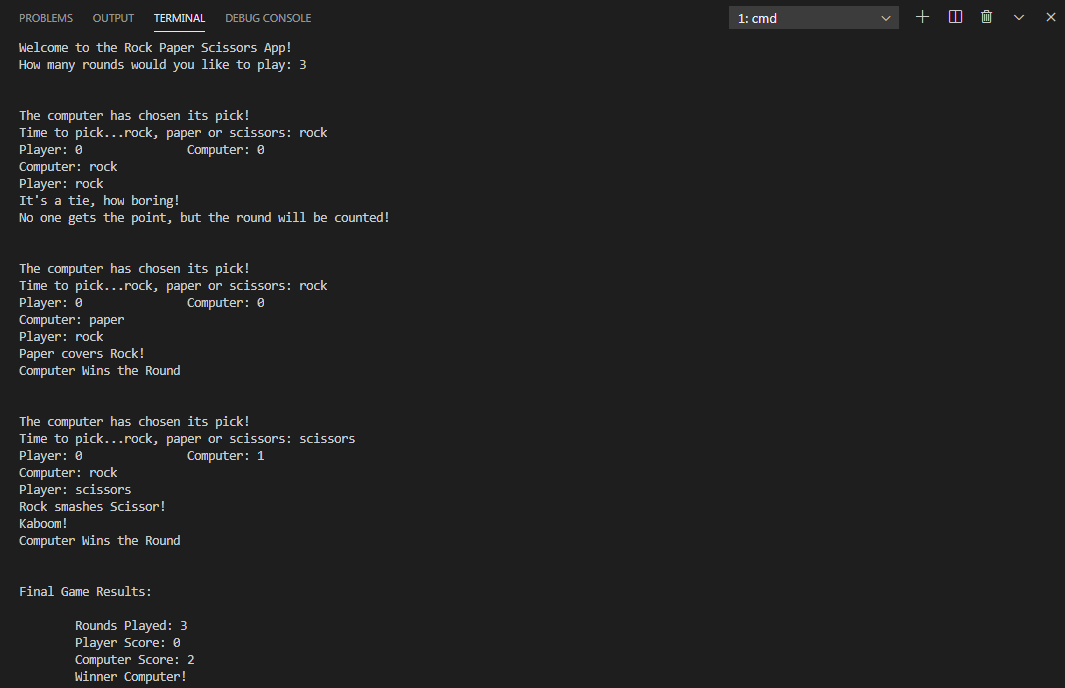 PROBLEMS OUTPUT TERMINAL DEBUG CONSOLE 1: cmd
Welcome to the Rock Paper Scissors App!
How many rounds would you like to play: 3
The computer has chosen its pick!
Time to pick...rock, paper or scissors: rock
Player: 0 Computer: 0
Computer: rock
Player: rock
It's a tie, how boring!
No one gets the point, but the round will be counted!
The computer has chosen its pick!
Time to pick...rock, paper or scissors: rock
Player: 0 Computer: 0
Computer: paper
Player: rock
Paper covers Rock!
Computer Wins the Round
The computer has chosen its pick!
Time to pick...rock, paper or scissors: scissors
Player: 0 Computer: 1
Computer: rock
Player: scissors
Rock smashes Scissor!
Kaboom!
Computer Wins the Round
Final Game Results:
Rounds Played: 3
Player Score: 0
Computer Score: 2
Winner Computer!